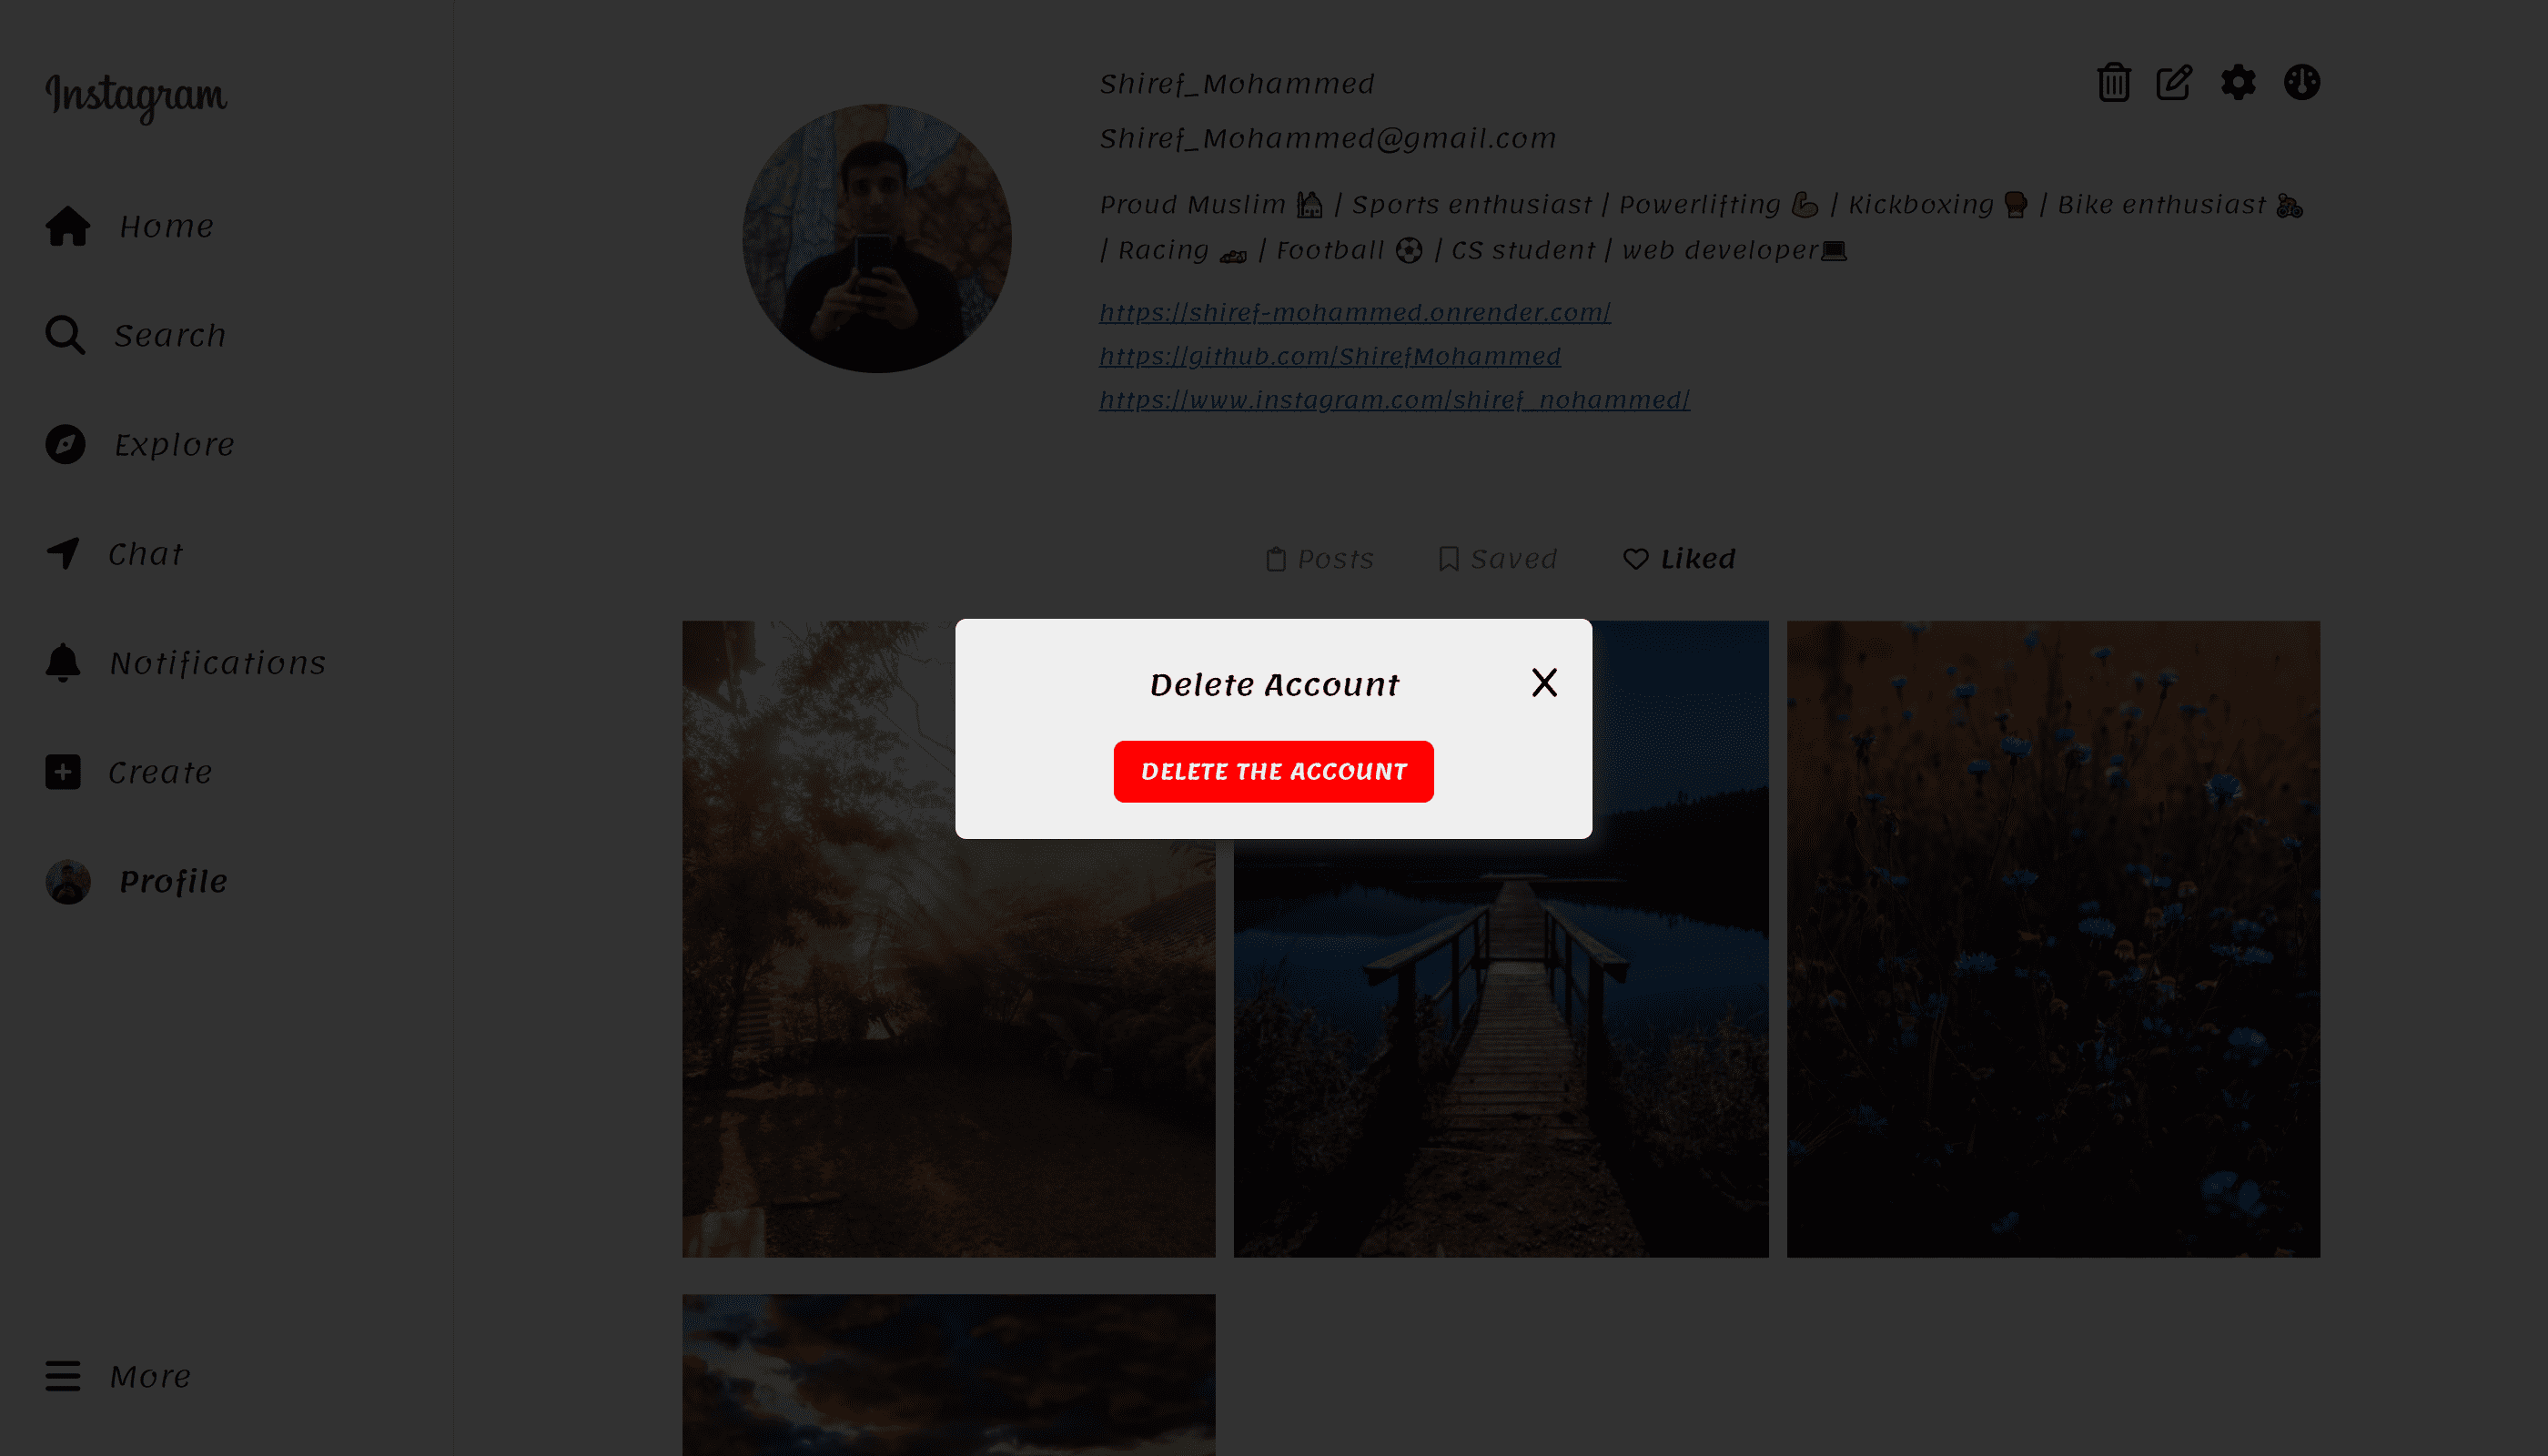 Instagram
Home
Search
Explore
Chat
Notifications
Create
Profile
More
Shiref_Mohammed
Shiref_Mohammed@gmail.com
Proud Muslim 🕌 | Sports enthusiast | Powerlifting 💪 | Kickboxing 🥊 | Bike enthusiast 🚴
| Racing 🏎 | Football ⚽ | CS student | web developer💻
https://shiref-mohammed.onrender.com/
https://github.com/ShirefMohammed
https://www.instagram.com/shiref_nohammed/
Posts Saved Liked
Delete Account X
DELETE THE ACCOUNT